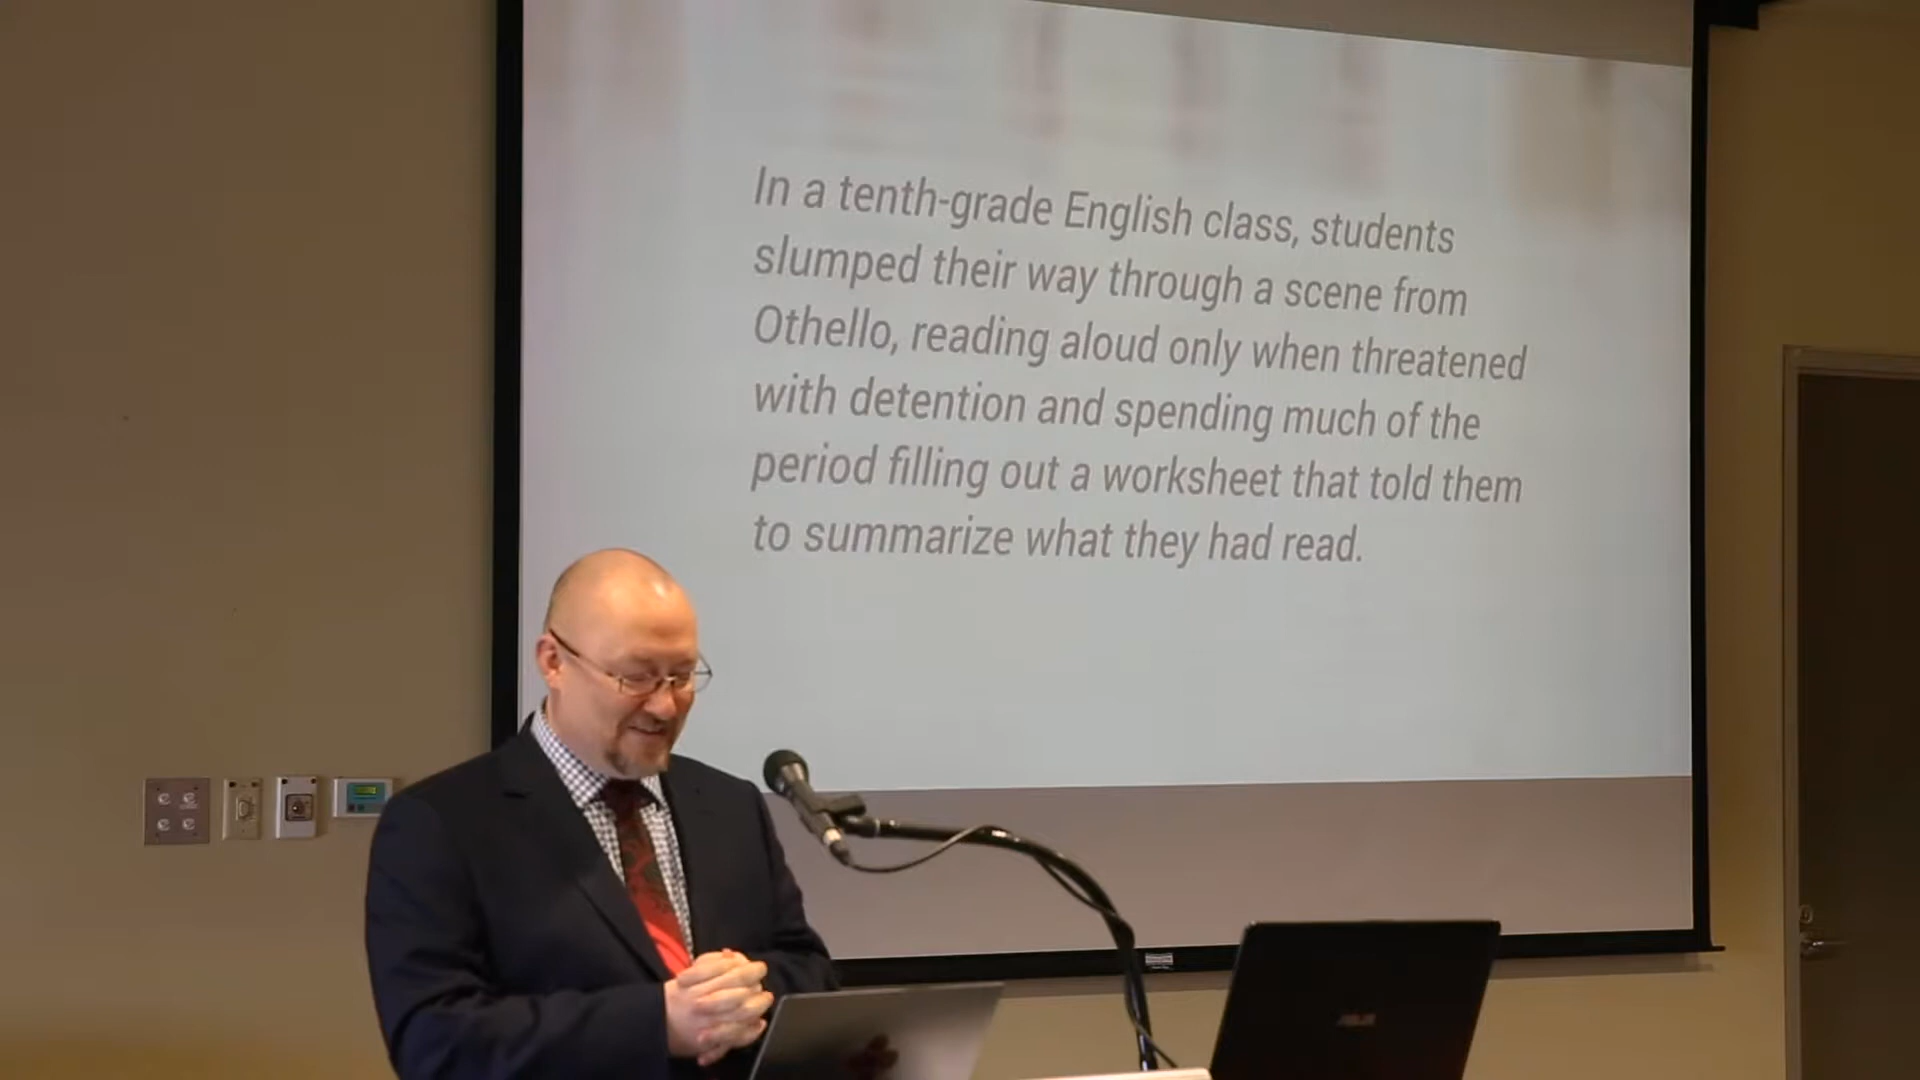 In a tenth-grade English class, students
slumped their way through a scene from
Othello, reading aloud only when threatened
with detention and spending much of the
period filling out a worksheet that told them
to summarize what they had read.
ASUS